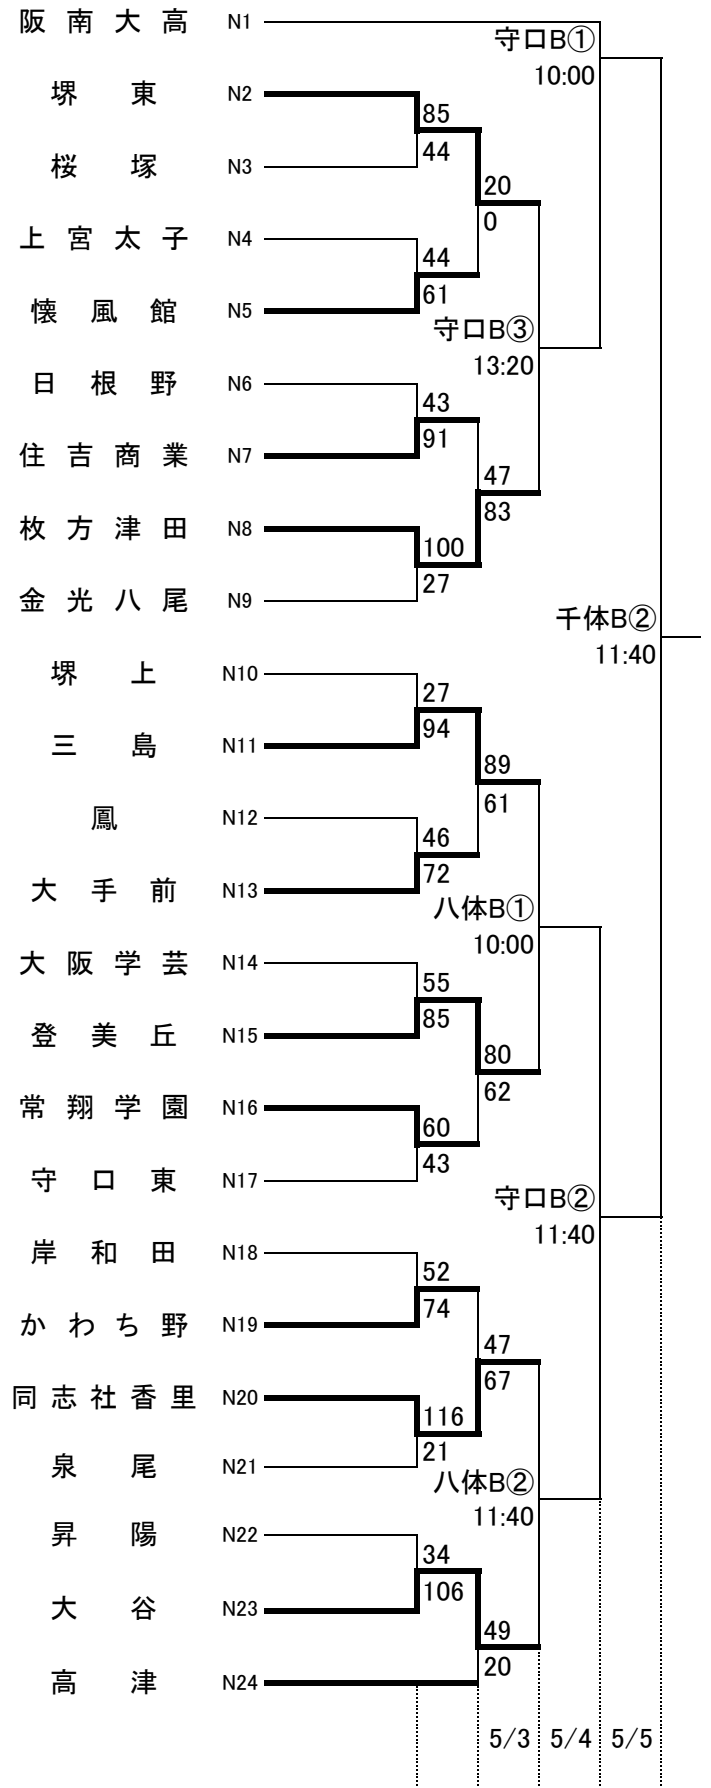 阪南大高 N1
守口B①
10:00
堺東 N2
85
44
桜塚 N3
20
0
上宮太子 N4
44
61
懐風館 N5
守口B③
13:20
日根野 N6
43
91
住吉商業 N7
47
83
枚方津田 N8
100
27
金光八尾 N9
千体B②
11:40
堺上 N10
27
94
三島 N11
89
61
鳳 N12
46
72
大手前 N13
八体B①
10:00
大阪学芸 N14
55
85
登美丘 N15
80
62
常翔学園 N16
60
43
守口東 N17
守口B②
11:40
岸和田 N18
52
74
かわち野 N19
47
67
同志社香里 N20
116
21
泉尾 N21
八体B②
11:40
昇陽 N22
34
106
大谷 N23
49
20
高津 N24
5/3 5/4 5/5